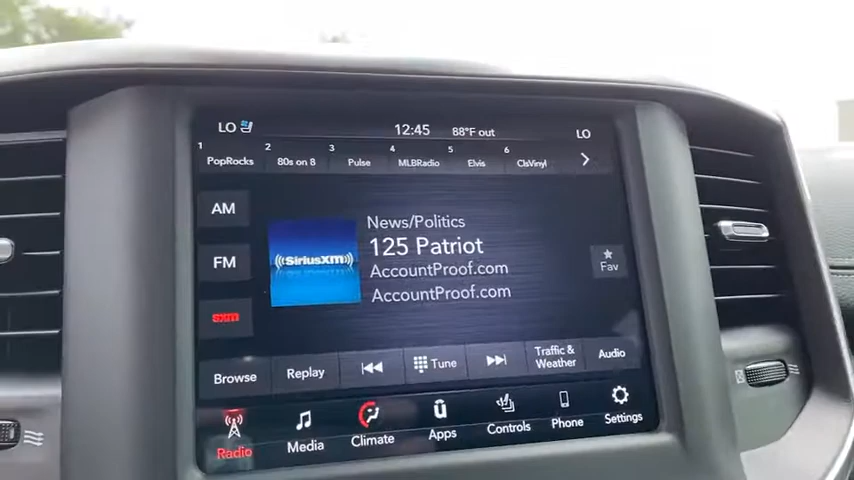 LO 12:45 88°F out LO
1 PopRocks 2 80s on 8 3 Pulse 4 MLBRadio 5 Elvis 6 ClsVinyl
AM
FM
sxm
SiriusXM
News/Politics
125 Patriot
AccountProof.com
AccountProof.com
Fav
Browse Replay Tune Traffic & Weather Audio
Radio Media Climate Apps Controls Phone Settings